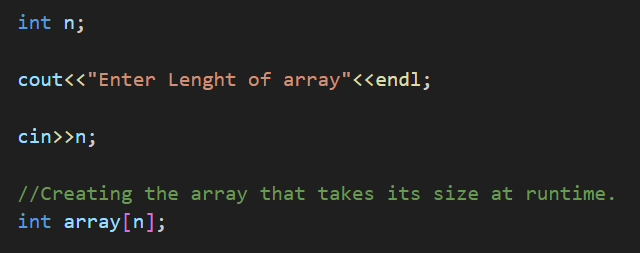 int n;
cout<<"Enter Lenght of array"<<endl;
cin>>n;
//Creating the array that takes its size at runtime.
int array[n];